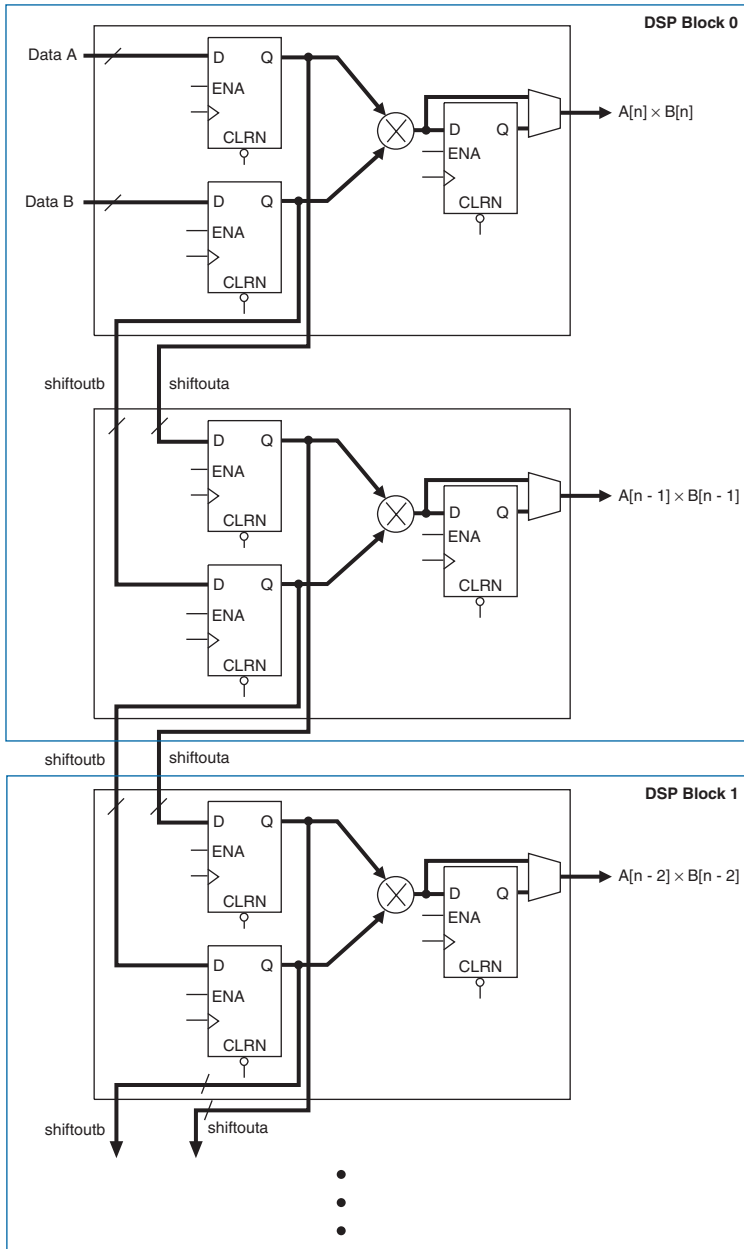 DSP Block 0
Data A
D Q
ENA
CLRN
D Q
ENA
CLRN
A[n] × B[n]
Data B
D Q
ENA
CLRN
shiftoutb
shiftouta
D Q
ENA
CLRN
D Q
ENA
CLRN
A[n - 1] × B[n - 1]
D Q
ENA
CLRN
shiftoutb
shiftouta
DSP Block 1
D Q
ENA
CLRN
D Q
ENA
CLRN
A[n - 2] × B[n - 2]
D Q
ENA
CLRN
shiftoutb
shiftouta